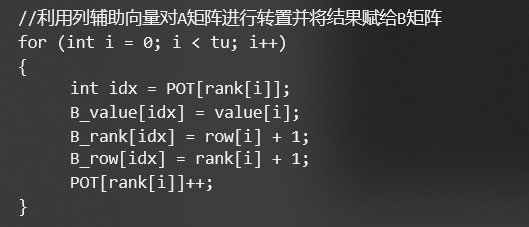 //利用列辅助向量对A矩阵进行转置并将结果赋给B矩阵
for (int i = 0; i < tu; i++)
{
int idx = POT[rank[i]];
B_value[idx] = value[i];
B_rank[idx] = row[i] + 1;
B_row[idx] = rank[i] + 1;
POT[rank[i]]++;
}